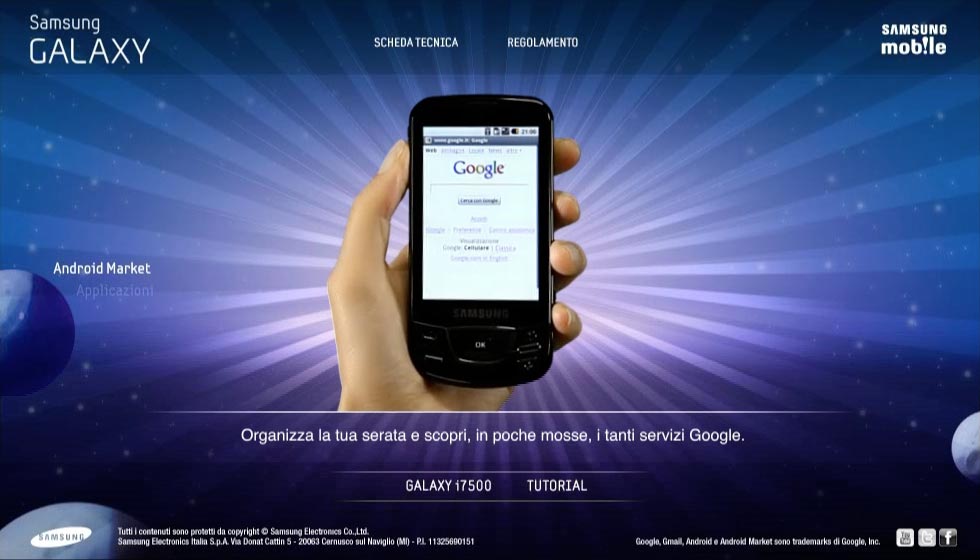 Samsung
GALAXY
SCHEDA TECNICA
REGOLAMENTO
SAMSUNG
mob!le
21:06
www.google.it/ Google
Web Immagini Locale News altro
Google
Cerca con Google
Accedi
Google | Preferenze | Centro assistenza
Visualizzazione
Google: Cellulare | Classica
Google.com in English
SAMSUNG
OK
Android Market
Applicazioni
Organizza la tua serata e scopri, in poche mosse, i tanti servizi Google.
GALAXY i7500
TUTORIAL
SAMSUNG
Tutti i contenuti sono protetti da copyright © Samsung Electronics Co.,Ltd.
Samsung Electronics Italia S.p.A. Via Donat Cattin 5 - 20063 Cernusco sul Naviglio (MI) - P.I. 11325690151
Google, Gmail, Android e Android Market sono trademarks di Google, Inc.
You Tube
t
f